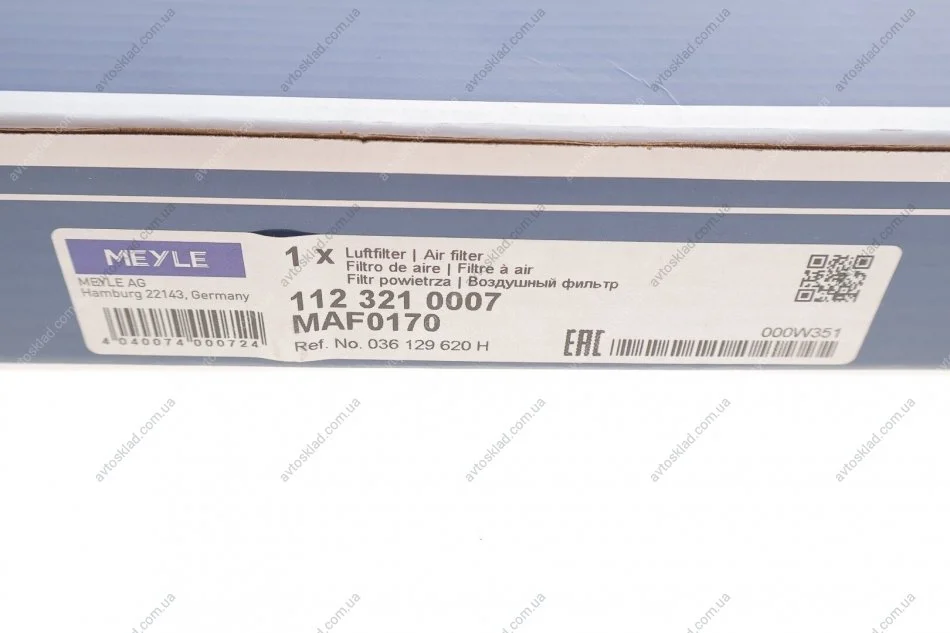 MEYLE
MEYLE AG
Hamburg 22143, Germany
4 040074 000724
1 x Luftfilter | Air filter
Filtro de aire | Filtre à air
Filtr powietrza | Воздушный фильтр
112 321 0007
MAF0170
Ref. No. 036 129 620 H
EAC
000W351
avtosklad.com.ua